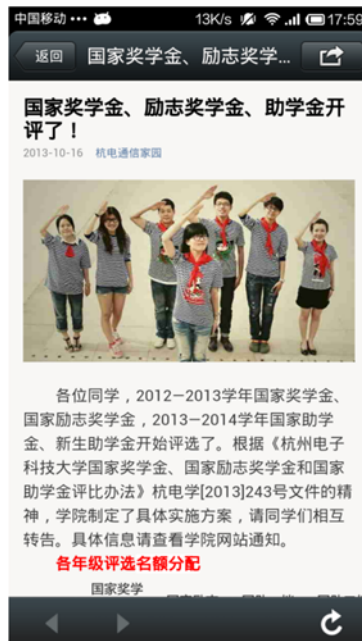 中国移动 ••• 13K/s 17:59
返回 国家奖学金、励志奖学...
国家奖学金、励志奖学金、助学金开
评了！
2013-10-16 杭电通信家园
各位同学，2012—2013学年国家奖学金、
国家励志奖学金，2013—2014学年国家助学
金、新生助学金开始评选了。根据《杭州电子
科技大学国家奖学金、国家励志奖学金和国家
助学金评比办法》杭电学[2013]243号文件的精
神，学院制定了具体实施方案，请同学们相互
转告。具体信息请查看学院网站通知。
各年级评选名额分配
国家奖学